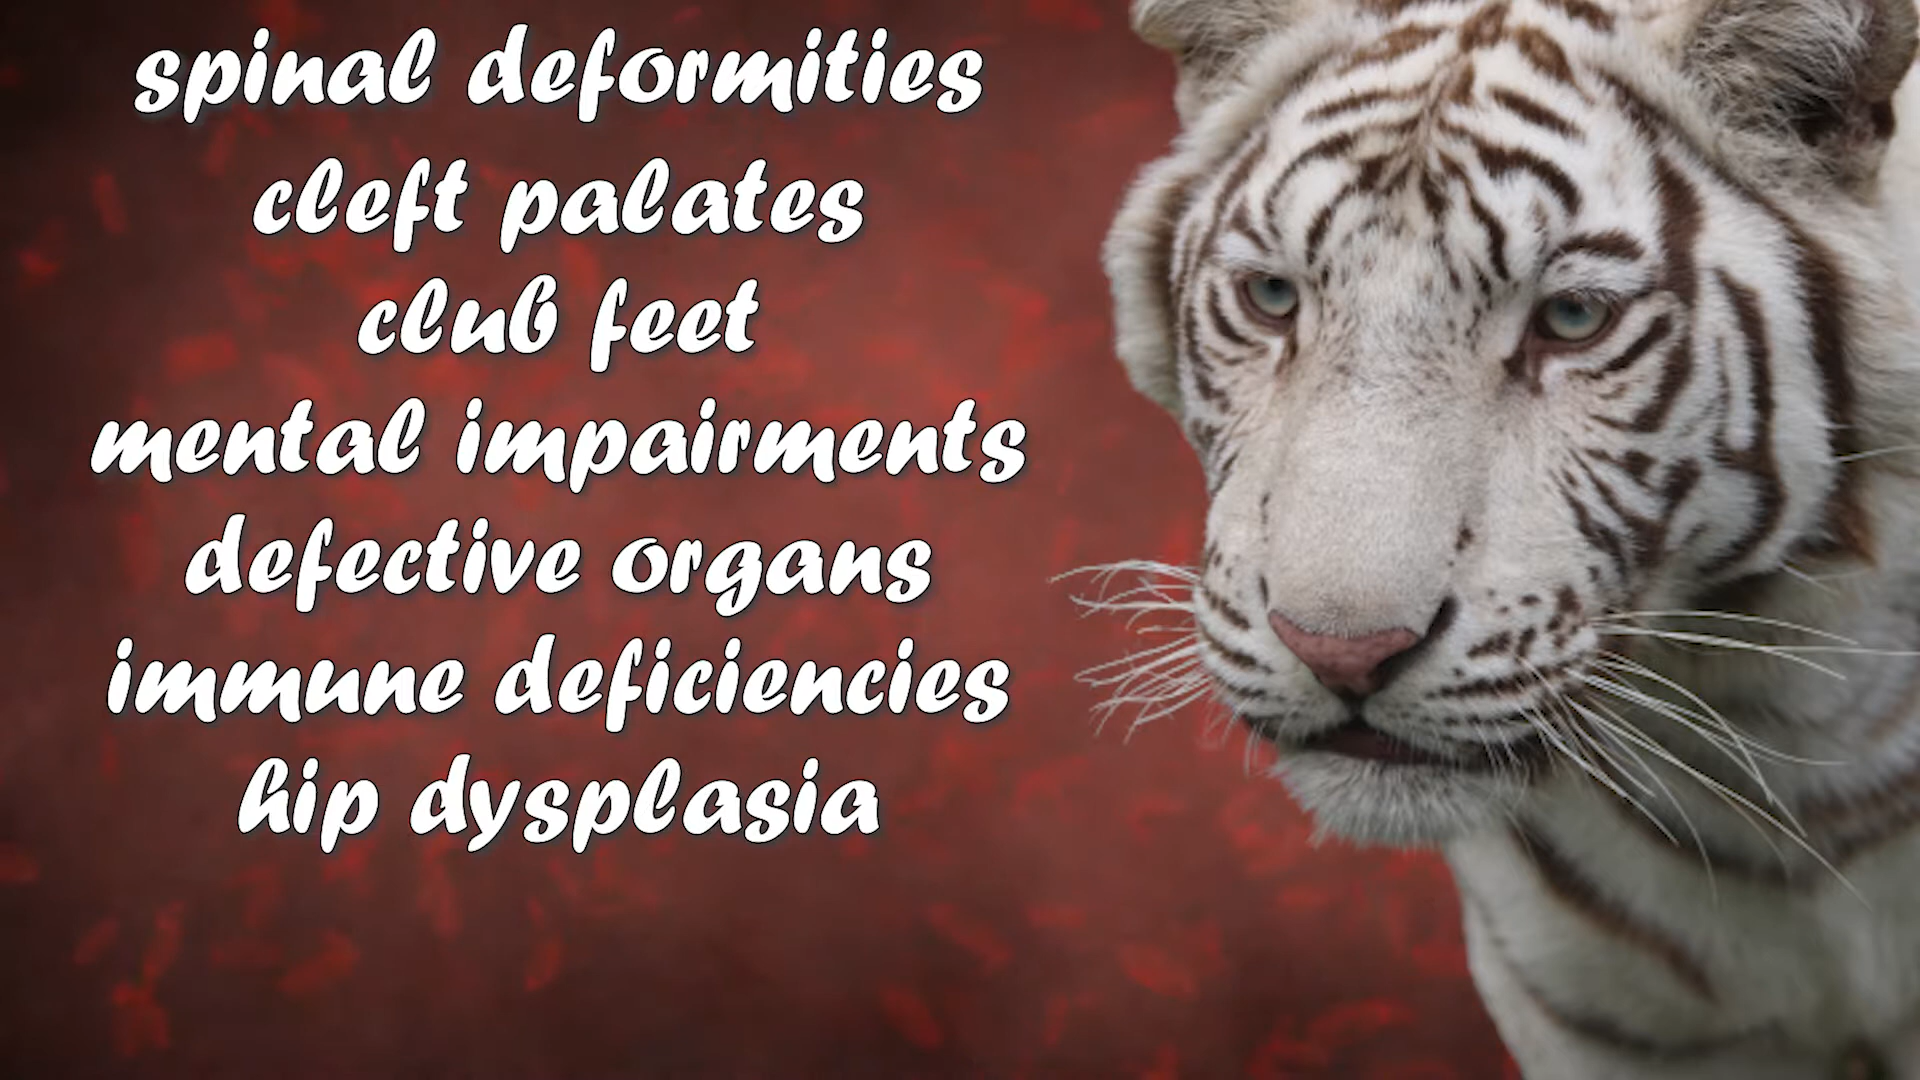 spinal deformities
cleft palates
club feet
mental impairments
defective organs
immune deficiencies
hip dysplasia